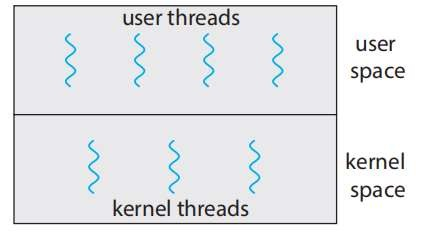 user threads
user
space
kernel
space
kernel threads